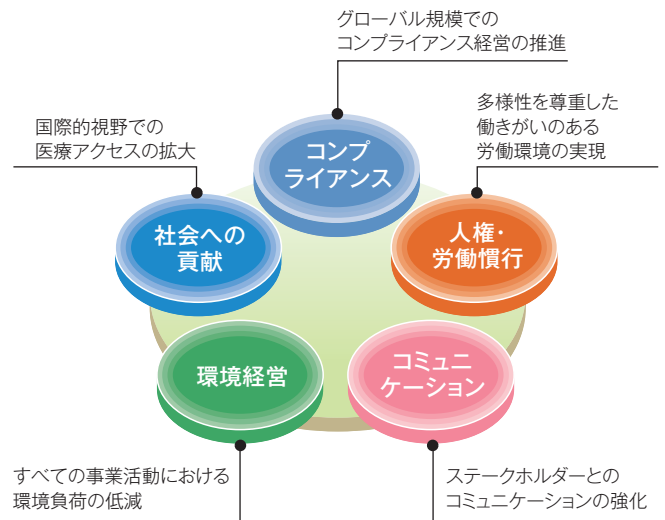 グローバル規模での
コンプライアンス経営の推進
国際的視野での
医療アクセスの拡大
多様性を尊重した
働きがいのある
労働環境の実現
コンプ
ライアンス
社会への
貢献
人権・
労働慣行
環境経営
コミュニ
ケーション
すべての事業活動における
環境負荷の低減
ステークホルダーとの
コミュニケーションの強化